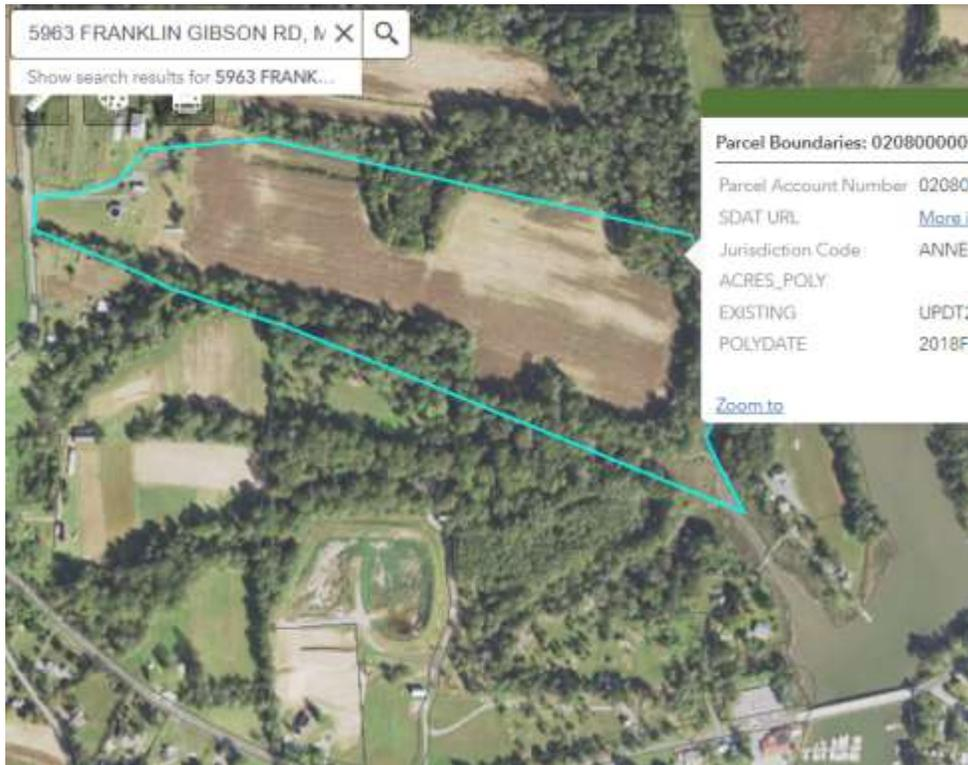 5963 FRANKLIN GIBSON RD, M
Show search results for 5963 FRANK...
Parcel Boundaries: 020800000
Parcel Account Number 02080
SDAT URL More i
Jurisdiction Code ANNE
ACRES_POLY
EXISTING UPDT2
POLYDATE 2018F
Zoom to